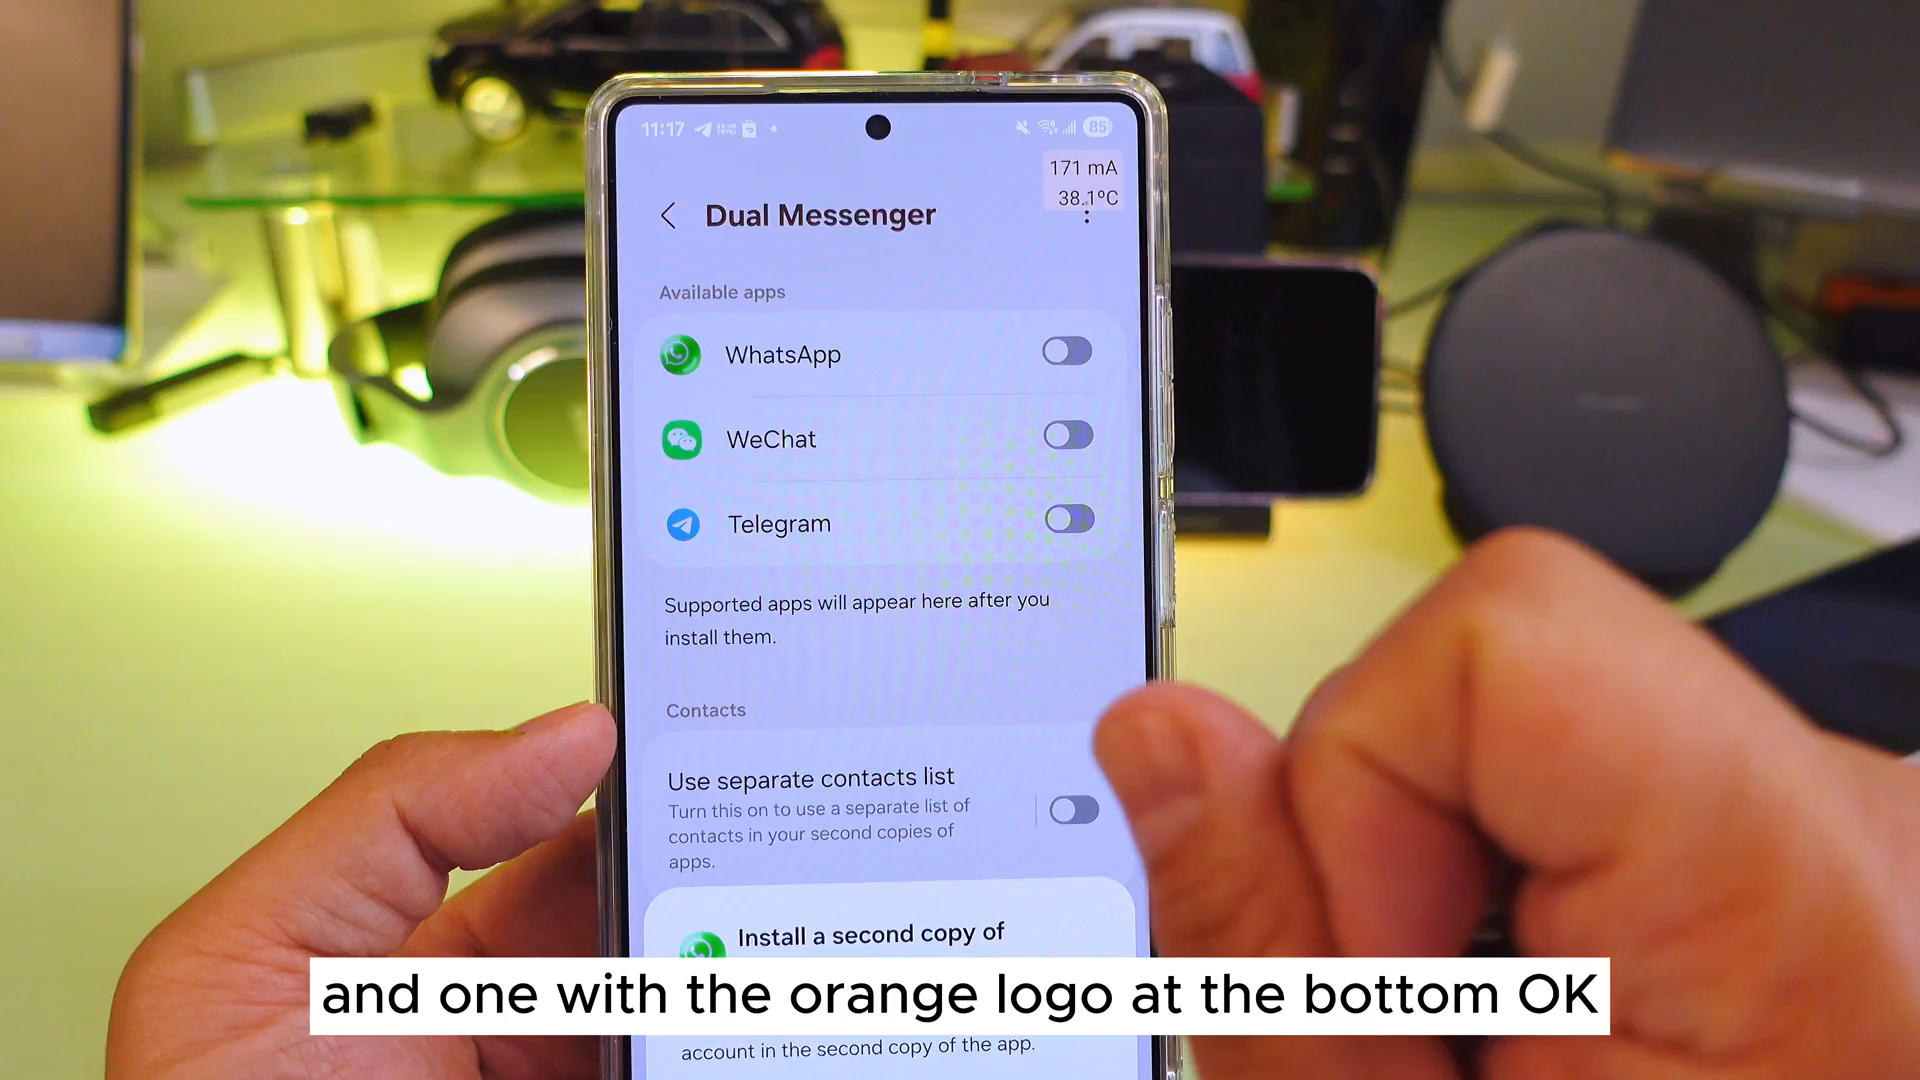 11:17
85
171 mA
38.1ºC
Dual Messenger
Available apps
WhatsApp
WeChat
Telegram
Supported apps will appear here after you
install them.
Contacts
Use separate contacts list
Turn this on to use a separate list of
contacts in your second copies of
apps.
Install a second copy of
and one with the orange logo at the bottom OK
account in the second copy of the app.